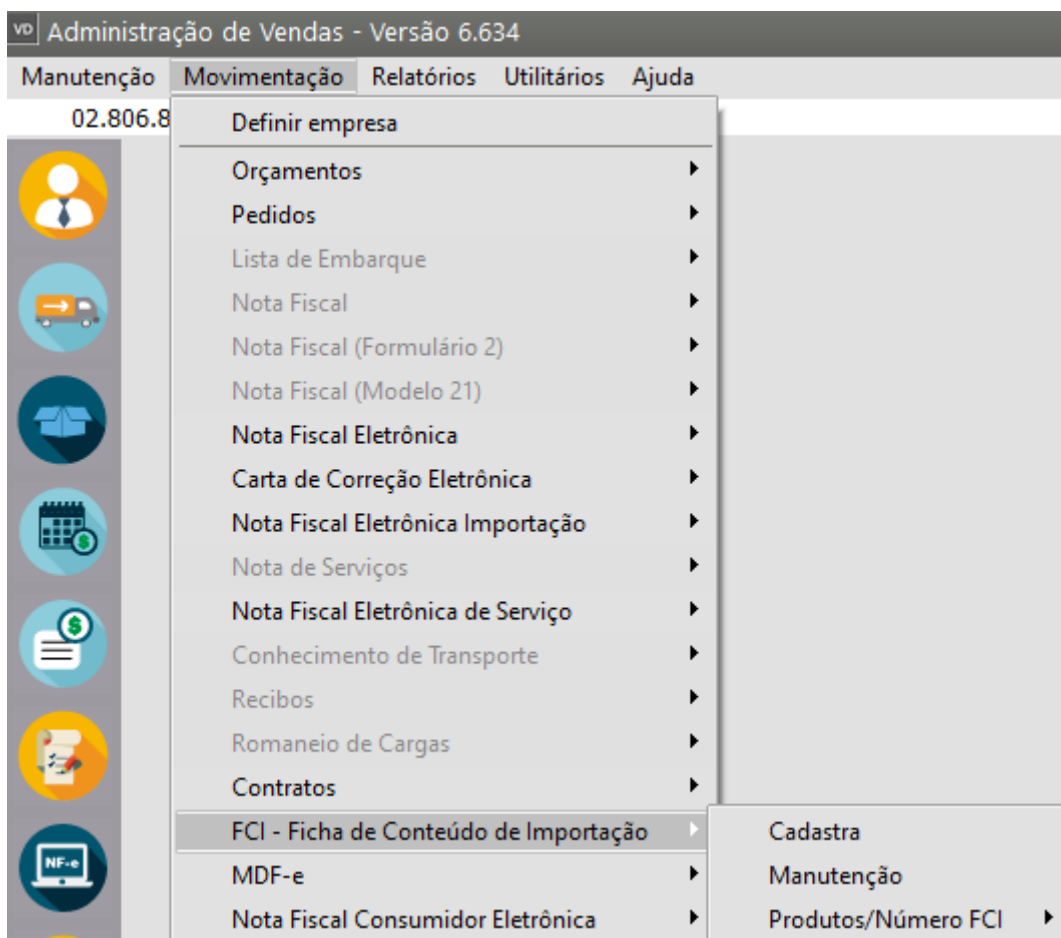 VD Administração de Vendas - Versão 6.634
Manutenção Movimentação Relatórios Utilitários Ajuda
02.806.8
Definir empresa
Orçamentos
Pedidos
Lista de Embarque
Nota Fiscal
Nota Fiscal (Formulário 2)
Nota Fiscal (Modelo 21)
Nota Fiscal Eletrônica
Carta de Correção Eletrônica
Nota Fiscal Eletrônica Importação
Nota de Serviços
Nota Fiscal Eletrônica de Serviço
Conhecimento de Transporte
Recibos
Romaneio de Cargas
Contratos
FCI - Ficha de Conteúdo de Importação
MDF-e
Nota Fiscal Consumidor Eletrônica
Cadastra
Manutenção
Produtos/Número FCI
$
$
NF-e